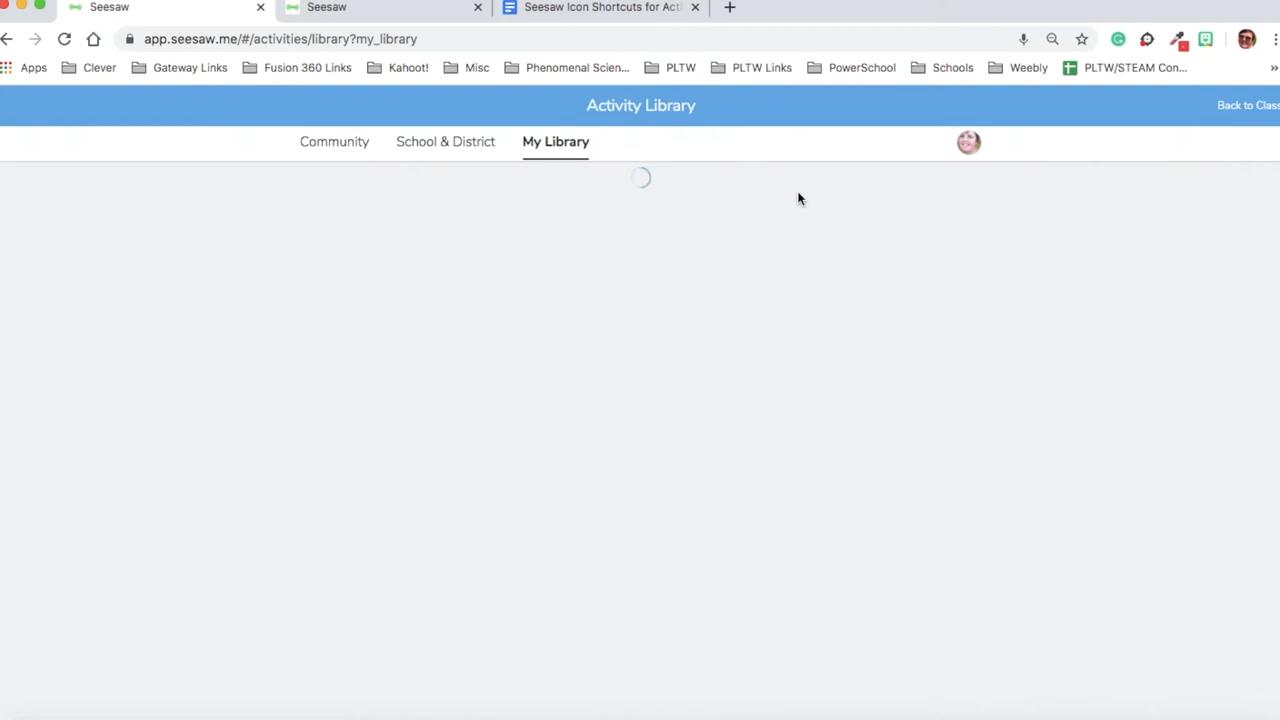 Seesaw Seesaw Seesaw Icon Shortcuts for Acti
app.seesaw.me/#/activities/library?my_library
Apps Clever Gateway Links Fusion 360 Links Kahoot! Misc Phenomenal Scien... PLTW PLTW Links PowerSchool Schools Weebly PLTW/STEAM Con... »
Activity Library Back to Class
Community School & District My Library